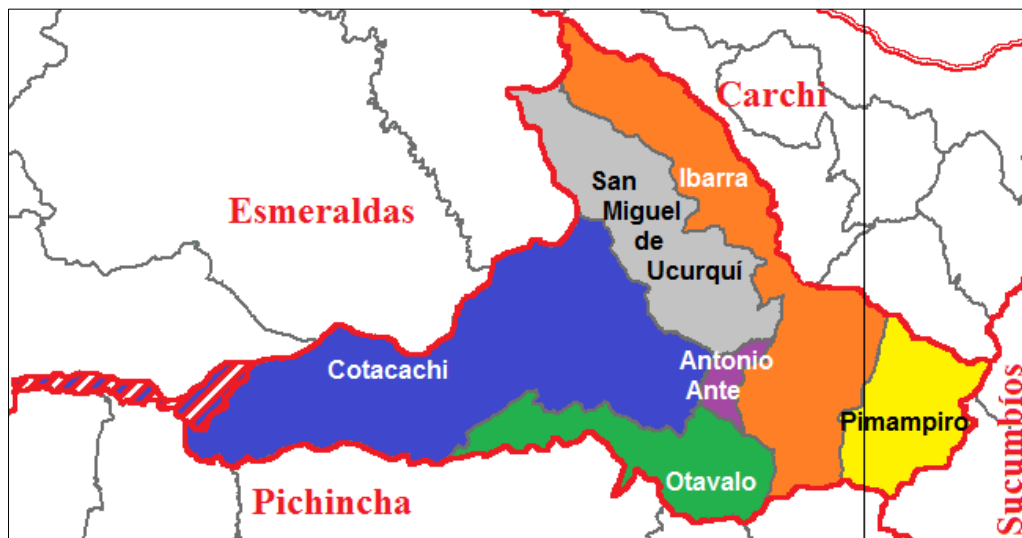 Carchi
Ibarra
San
Miguel
de
Ucurquí
Esmeraldas
Cotacachi
Antonio
Ante
Pimampiro
Otavalo
Pichincha
Sucumbíos